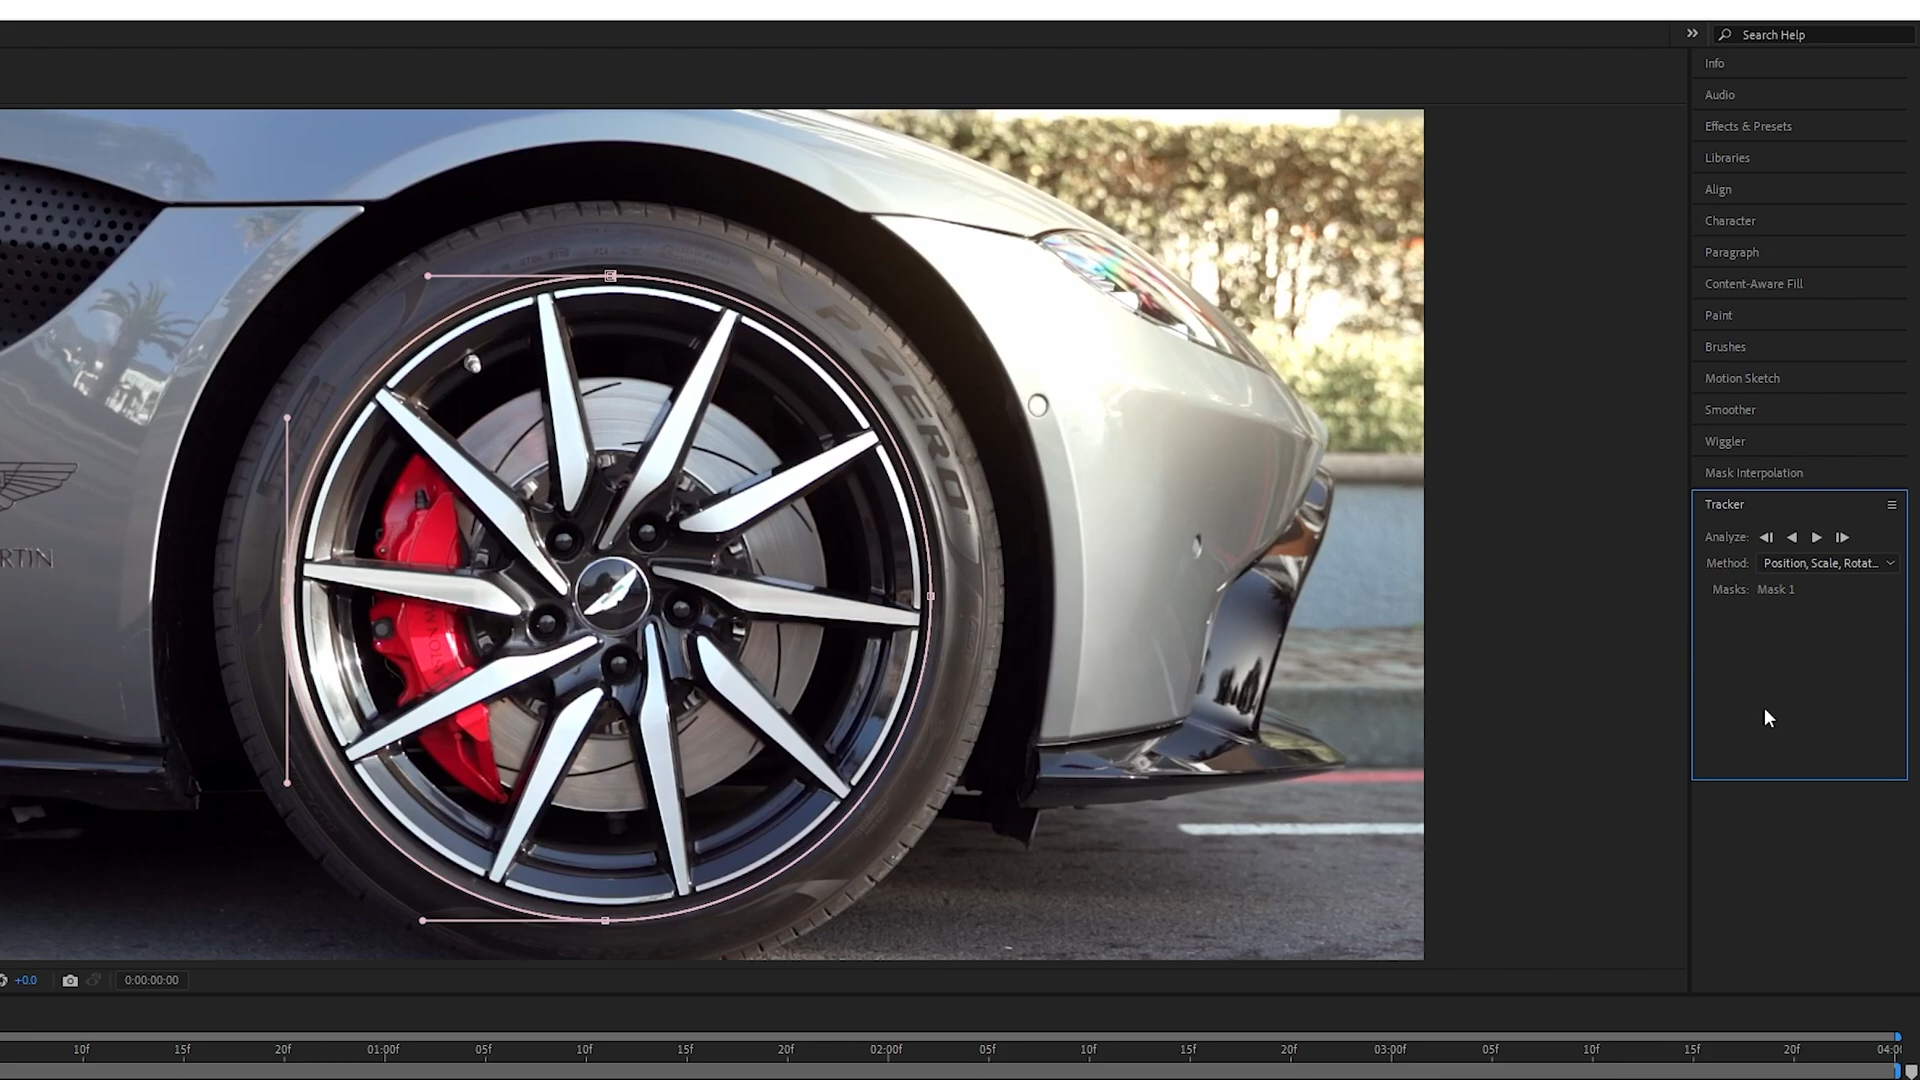 Search Help
Info
Audio
Effects & Presets
Libraries
Align
Character
Paragraph
Content-Aware Fill
Paint
Brushes
Motion Sketch
Smoother
Wiggler
Mask Interpolation
Tracker
Analyze:
Method: Position, Scale, Rotat...
Masks: Mask 1
P ZERO
RTIN
+0.0
0:00:00:00
10f 15f 20f 01:00f 05f 10f 15f 20f 02:00f 05f 10f 15f 20f 03:00f 05f 10f 15f 20f 04:0